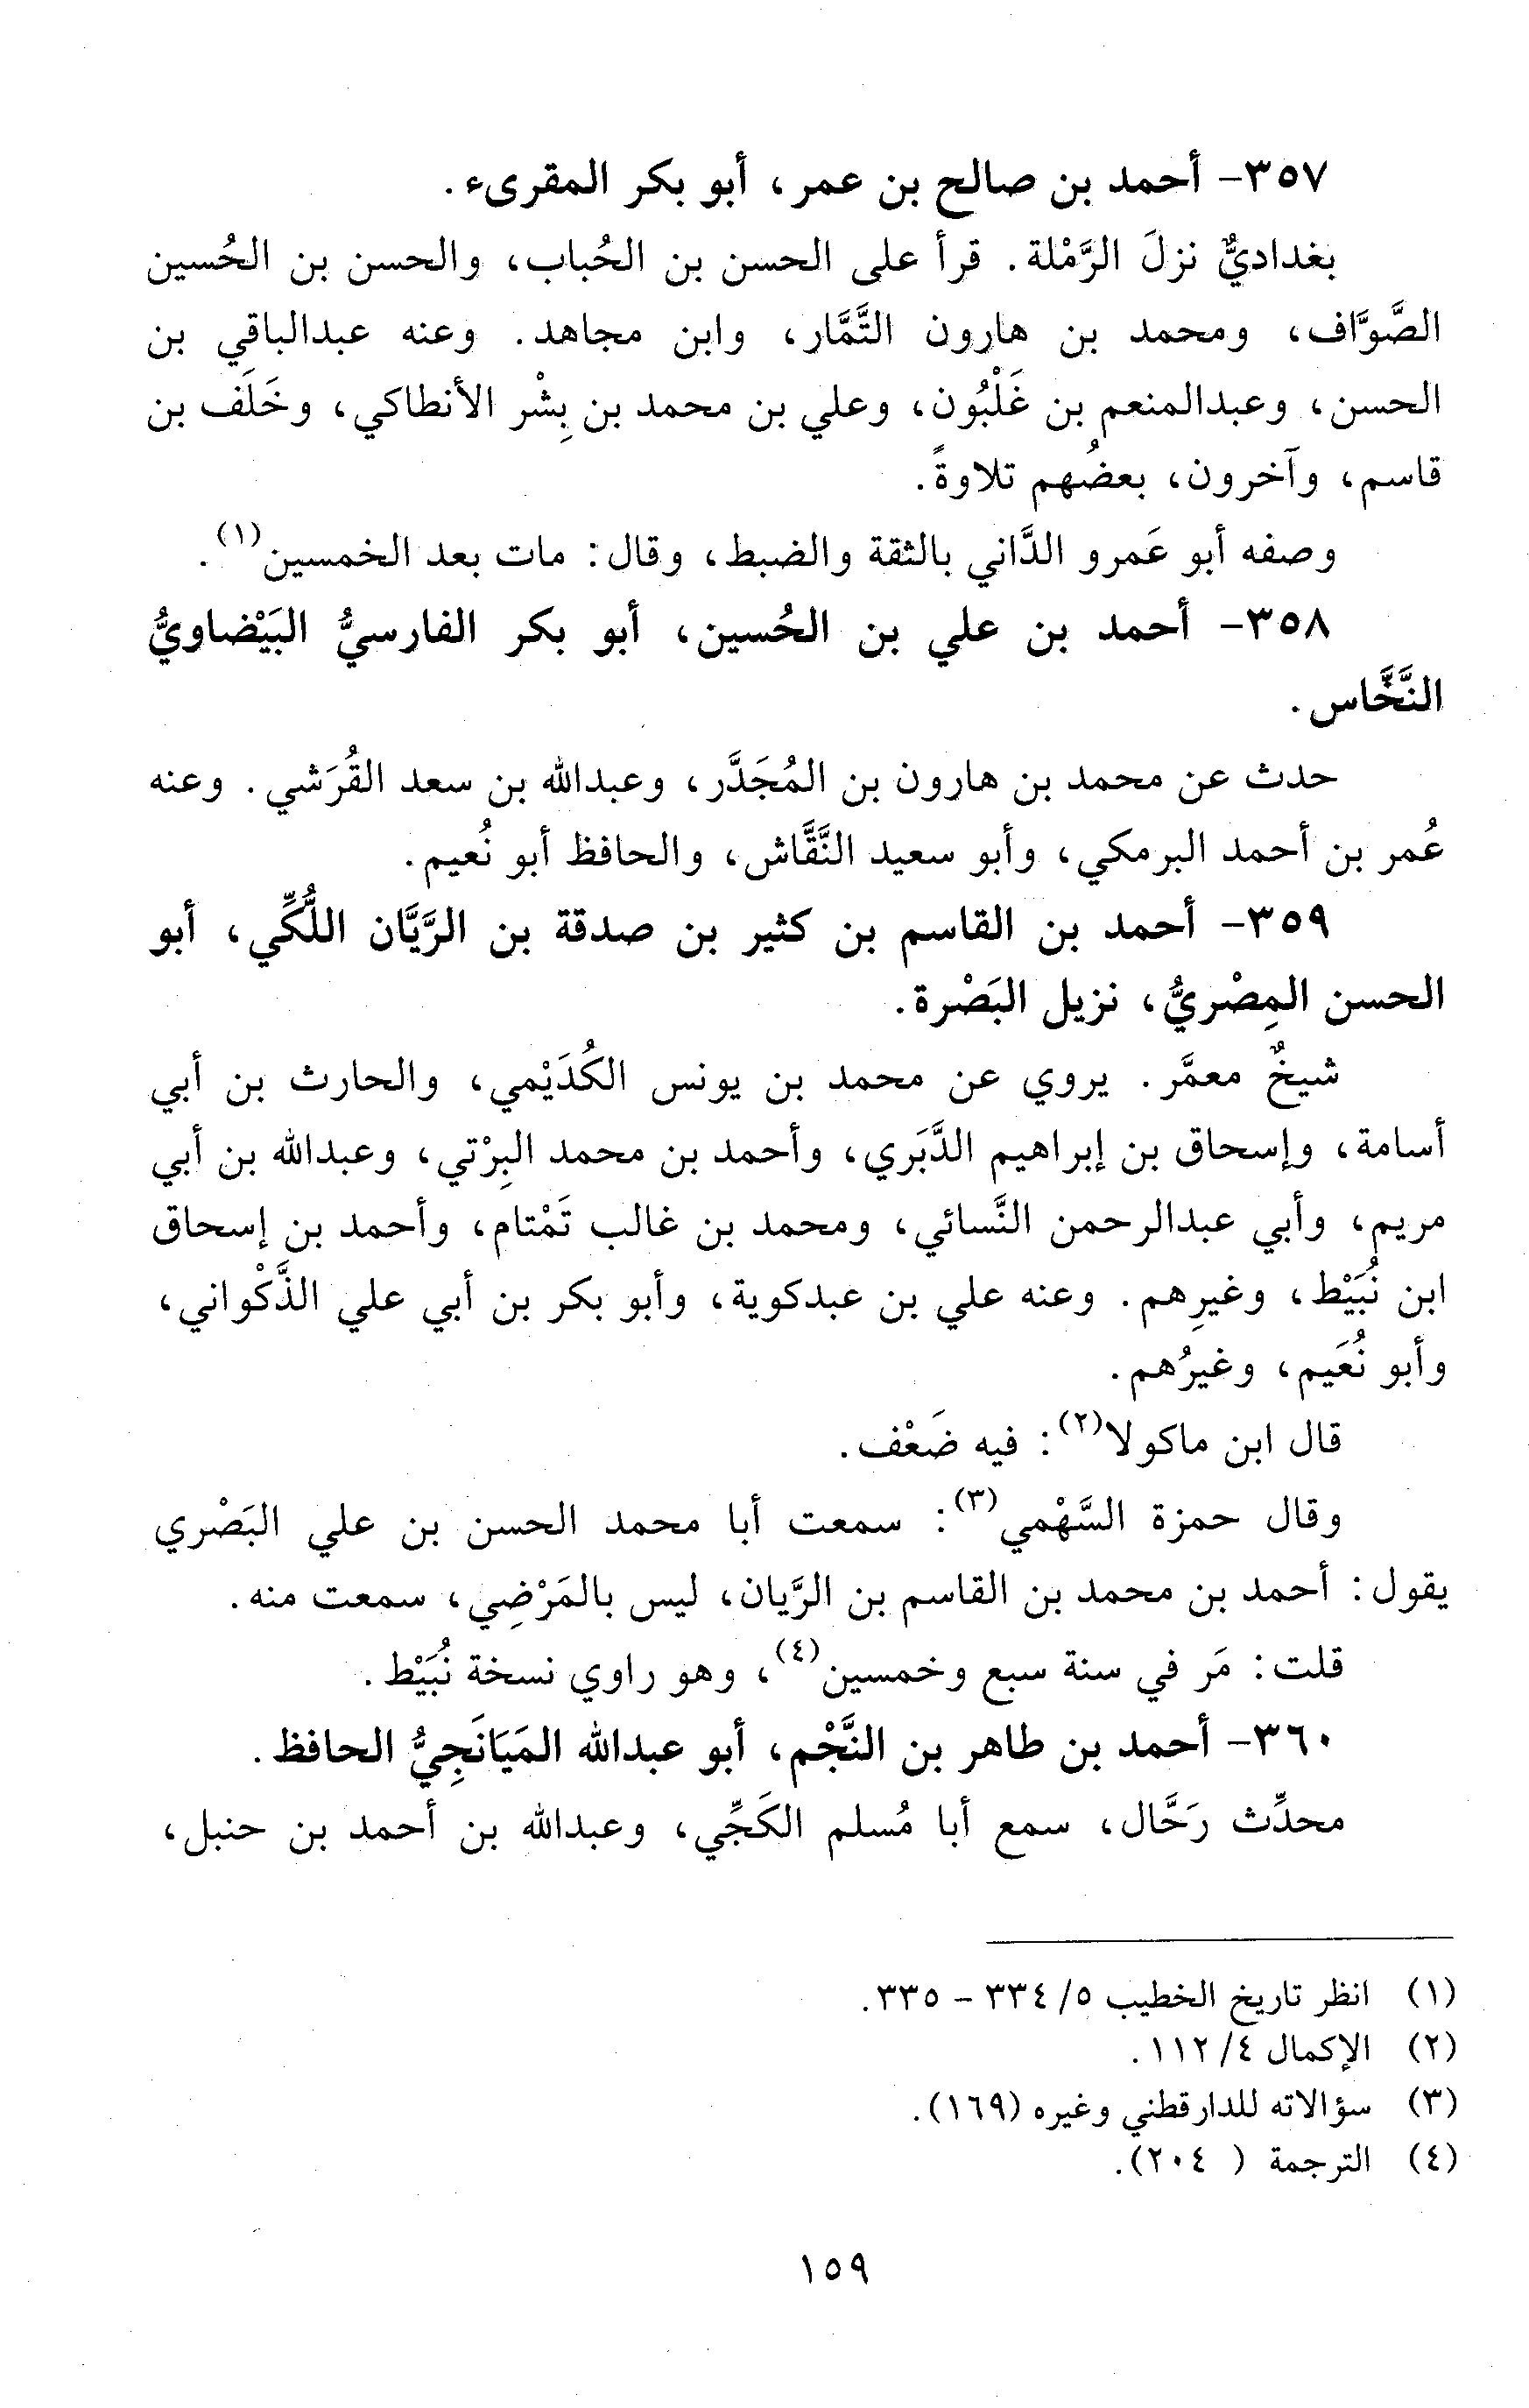 ٣٥٧- أحمد بن صالح بن عمر، أبو بكر المقرىء.
بغداديٌّ نزلَ الرَّمْلة. قرأ على الحسن بن الحُباب، والحسن بن الحُسين
الصَّوَّاف، ومحمد بن هارون التَّمَّار، وابن مجاهد. وعنه عبدالباقي بن
الحسن، وعبدالمنعم بن غَلْبُون، وعلي بن محمد بن بِشْر الأنطاكي، وخَلَف بن
قاسم، وآخرون، بعضُهم تلاوةً.
وصفه أبو عَمرو الدَّاني بالثقة والضبط، وقال: مات بعد الخمسين(١).
٣٥٨- أحمد بن علي بن الحُسين، أبو بكر الفارسيُّ البَيْضاويُّ
النَّخَّاس.
حدث عن محمد بن هارون بن المُجَدَّر، وعبدالله بن سعد القُرَشي. وعنه
عُمر بن أحمد البرمكي، وأبو سعيد النَّقَّاش، والحافظ أبو نُعيم.
٣٥٩- أحمد بن القاسم بن كثير بن صدقة بن الرَّيَّان اللُّكِّي، أبو
الحسن المِصْريُّ، نزيل البَصْرة.
شيخٌ معمَّر. يروي عن محمد بن يونس الكُدَيْمي، والحارث بن أبي
أسامة، وإسحاق بن إبراهيم الدَّبَري، وأحمد بن محمد البِرْتي، وعبدالله بن أبي
مريم، وأبي عبدالرحمن النَّسائي، ومحمد بن غالب تَمْتام، وأحمد بن إسحاق
ابن نُبَيْط، وغيرِهم. وعنه علي بن عبدكوية، وأبو بكر بن أبي علي الذَّكْواني،
وأبو نُعَيم، وغيرُهم.
قال ابن ماكولا(٢): فيه ضَعْف.
وقال حمزة السَّهْمي(٣): سمعت أبا محمد الحسن بن علي البَصْري
يقول: أحمد بن محمد بن القاسم بن الرَّيان، ليس بالمَرْضِي، سمعت منه.
قلت: مَر في سنة سبع وخمسين(٤)، وهو راوي نسخة نُبَيْط.
٣٦٠- أحمد بن طاهر بن النَّجْم، أبو عبدالله المَيَانَجِيُّ الحافظ.
محدِّث رَحَّال، سمع أبا مُسلم الكَجِّي، وعبدالله بن أحمد بن حنبل،
(١) انظر تاريخ الخطيب ٥/ ٣٣٤ - ٣٣٥.
(٢) الإكمال ٤/ ١١٢.
(٣) سؤالاته للدارقطني وغيره (١٦٩).
(٤) الترجمة ( ٢٠٤).
١٥٩